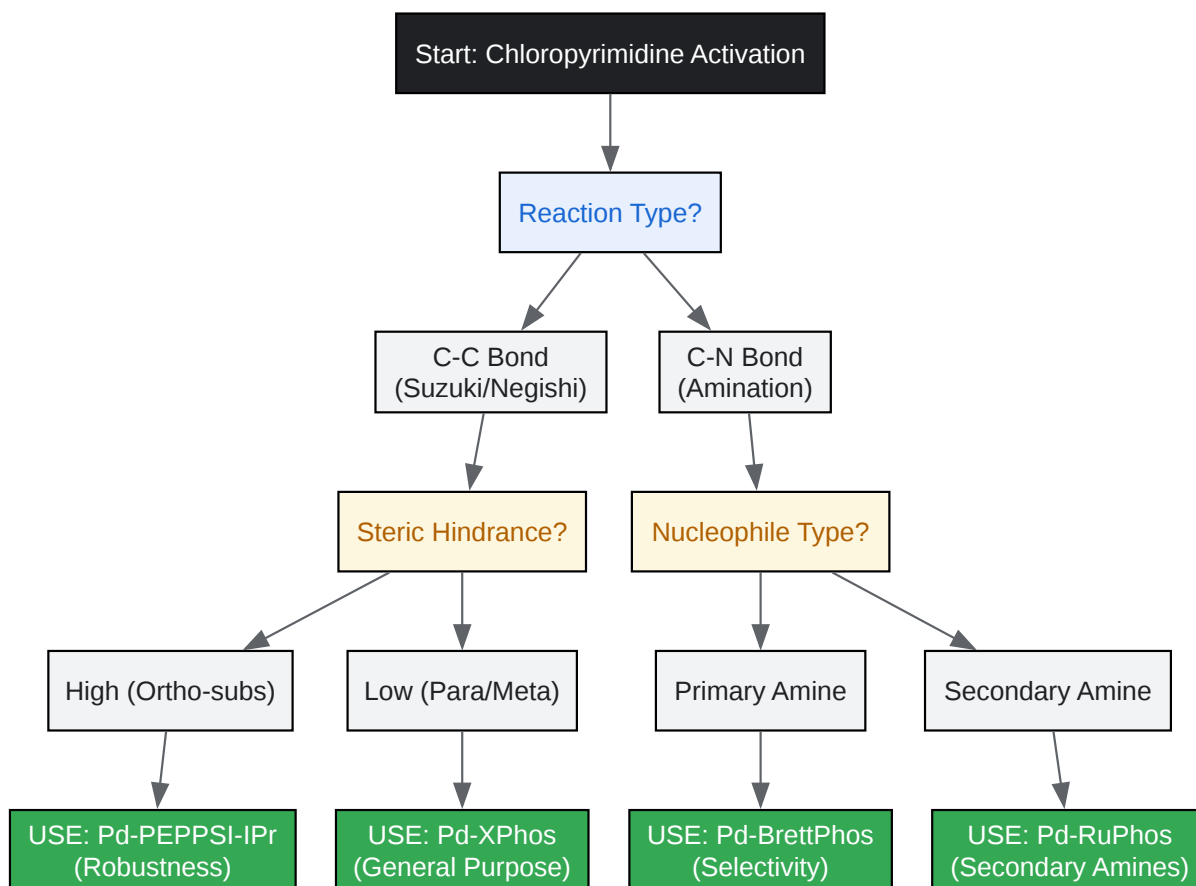 Start: Chloropyrimidine Activation
Reaction Type?
C-C Bond
(Suzuki/Negishi)
C-N Bond
(Amination)
Steric Hindrance?
Nucleophile Type?
High (Ortho-subs)
Low (Para/Meta)
Primary Amine
Secondary Amine
USE: Pd-PEPPSI-IPr
(Robustness)
USE: Pd-XPhos
(General Purpose)
USE: Pd-BrettPhos
(Selectivity)
USE: Pd-RuPhos
(Secondary Amines)